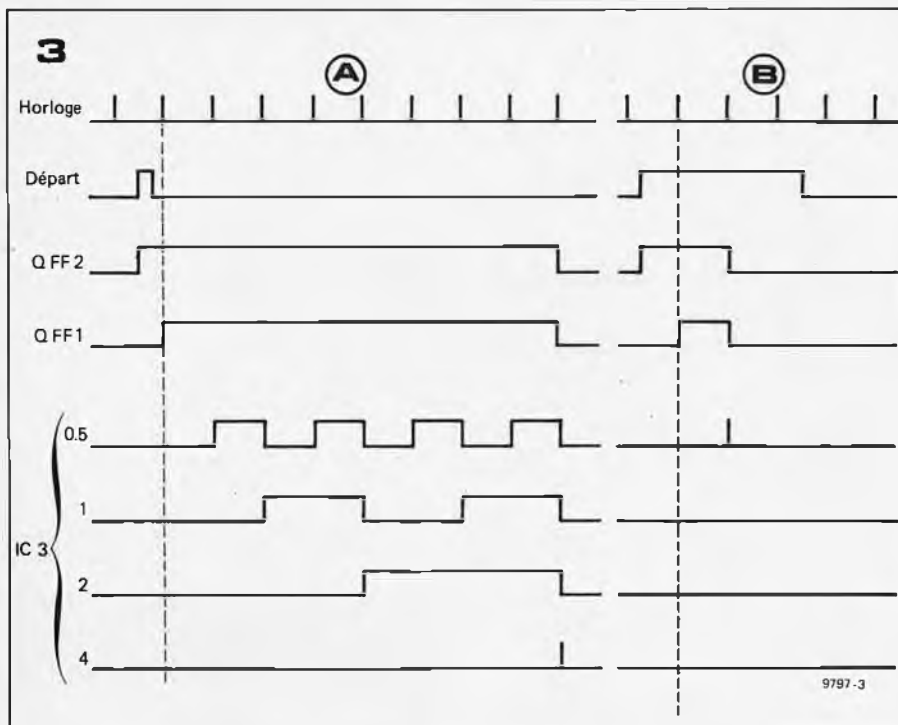 3
A
B
Horloge
Départ
Q FF 2
Q FF 1
IC 3
0.5
1
2
4
9797-3